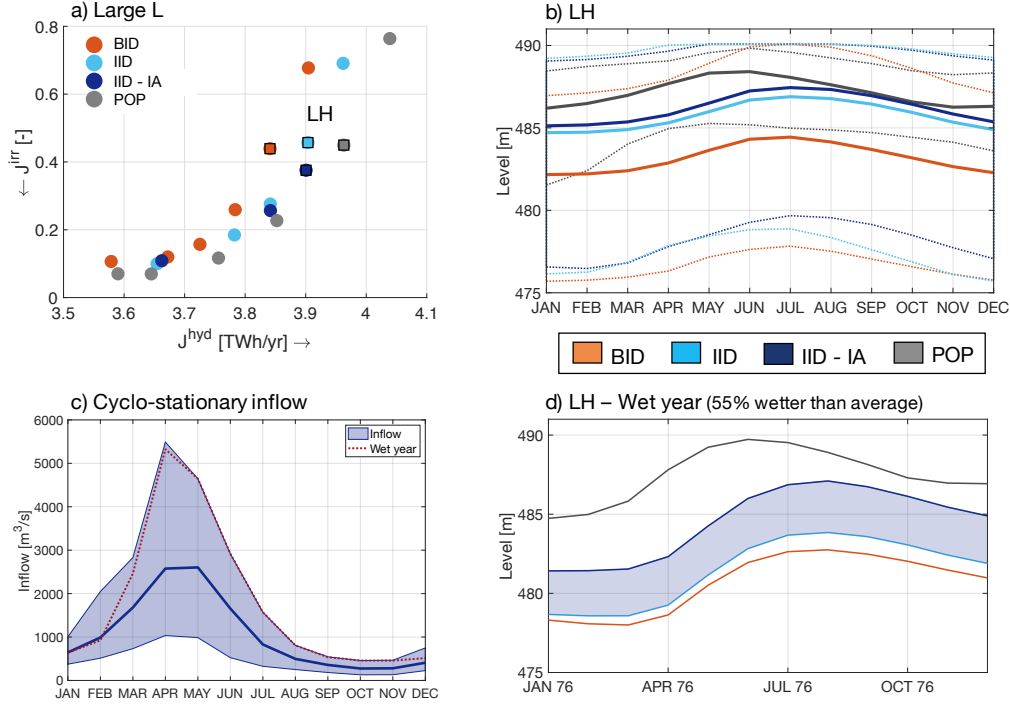 a) Large L
BID
IID
IID - IA
POP
LH
← J^irr [-]
0.8
0.6
0.4
0.2
0
3.5
3.6
3.7
3.8
3.9
4
4.1
J^hyd [TWh/yr] →
b) LH
Level [m]
490
485
480
475
JAN
FEB
MAR
APR
MAY
JUN
JUL
AUG
SEP
OCT
NOV
DEC
BID
IID
IID - IA
POP
c) Cyclo-stationary inflow
Inflow
Wet year
Inflow [m³/s]
6000
5000
4000
3000
2000
1000
0
JAN
FEB
MAR
APR
MAY
JUN
JUL
AUG
SEP
OCT
NOV
DEC
d) LH – Wet year (55% wetter than average)
Level [m]
490
485
480
475
JAN 76
APR 76
JUL 76
OCT 76